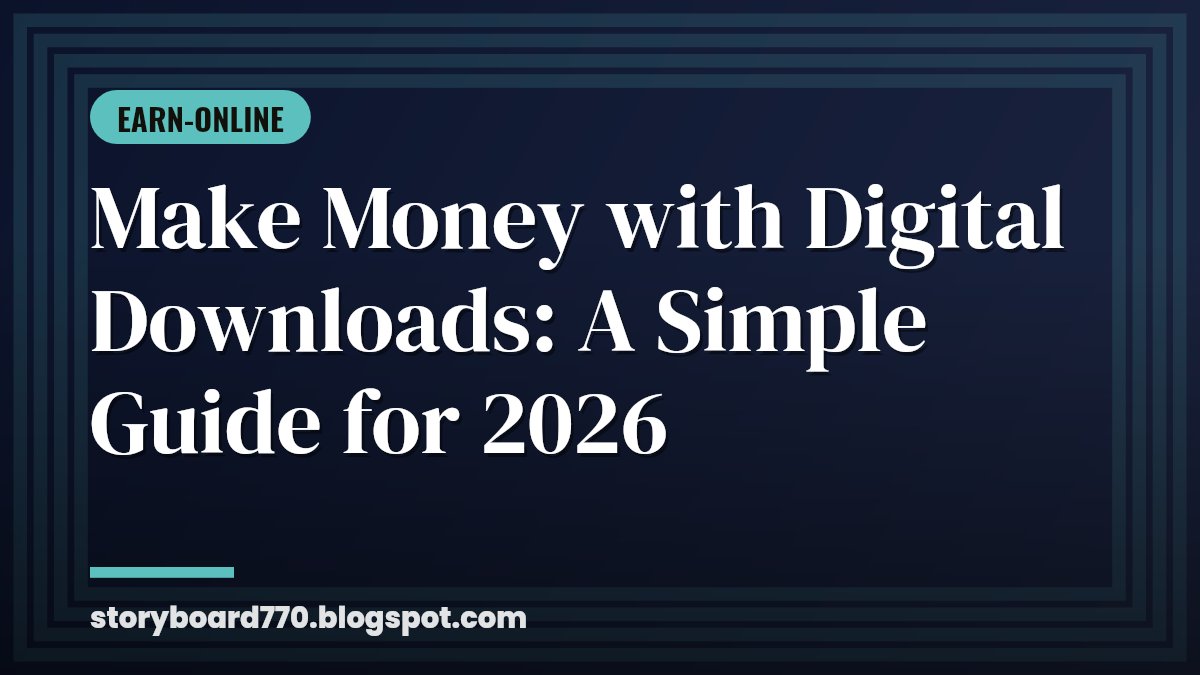 EARN-ONLINE
Make Money with Digital
Downloads: A Simple
Guide for 2026
storyboard770.blogspot.com